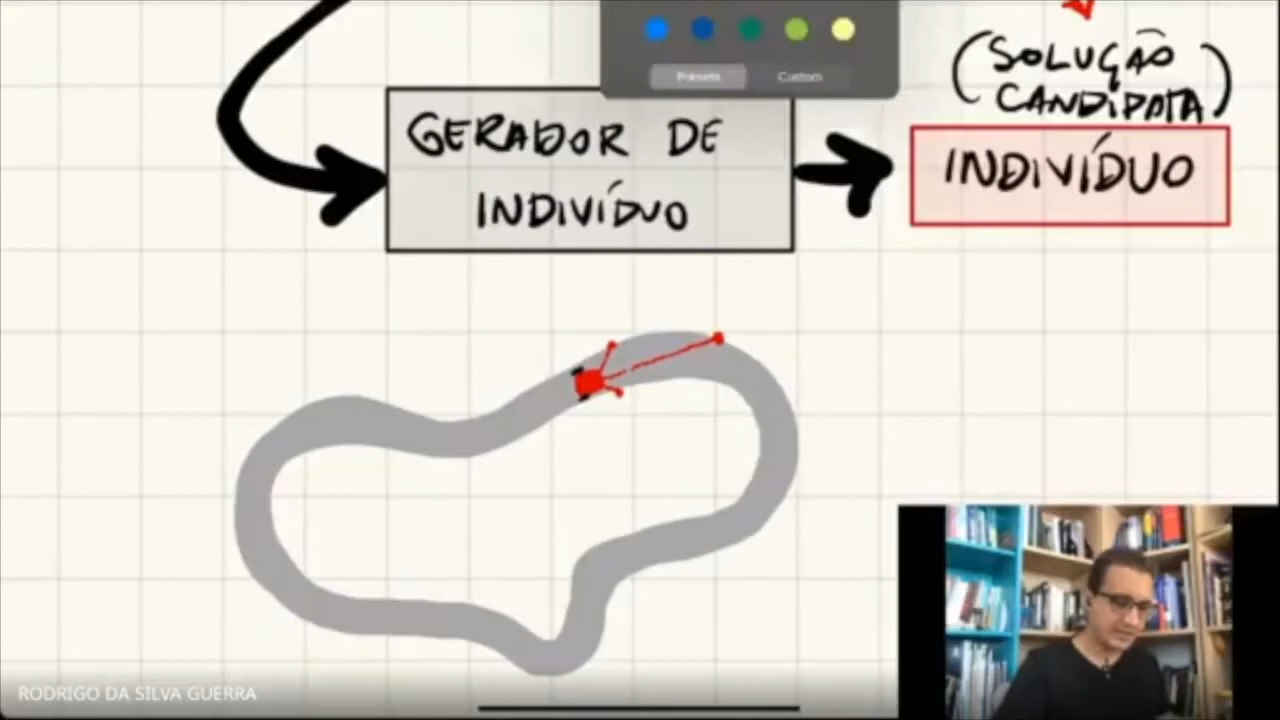 Presets Custom
(SOLUÇÃO
CANDIDATA)
GERADOR DE
INDIVÍDUO
INDIVÍDUO
RODRIGO DA SILVA GUERRA